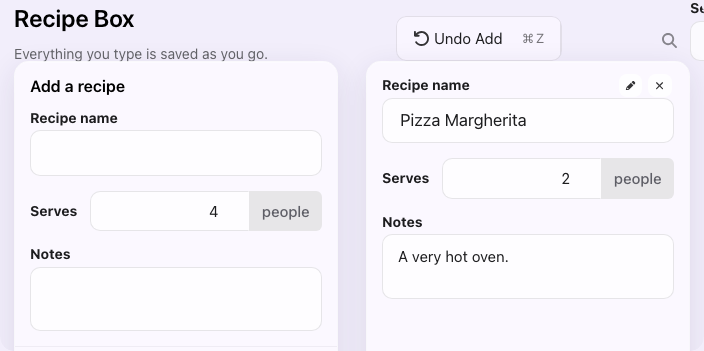 Recipe Box
Everything you type is saved as you go.
Undo Add ⌘ Z
Add a recipe
Recipe name
Serves
4 people
Notes
Recipe name
Pizza Margherita
Serves
2 people
Notes
A very hot oven.